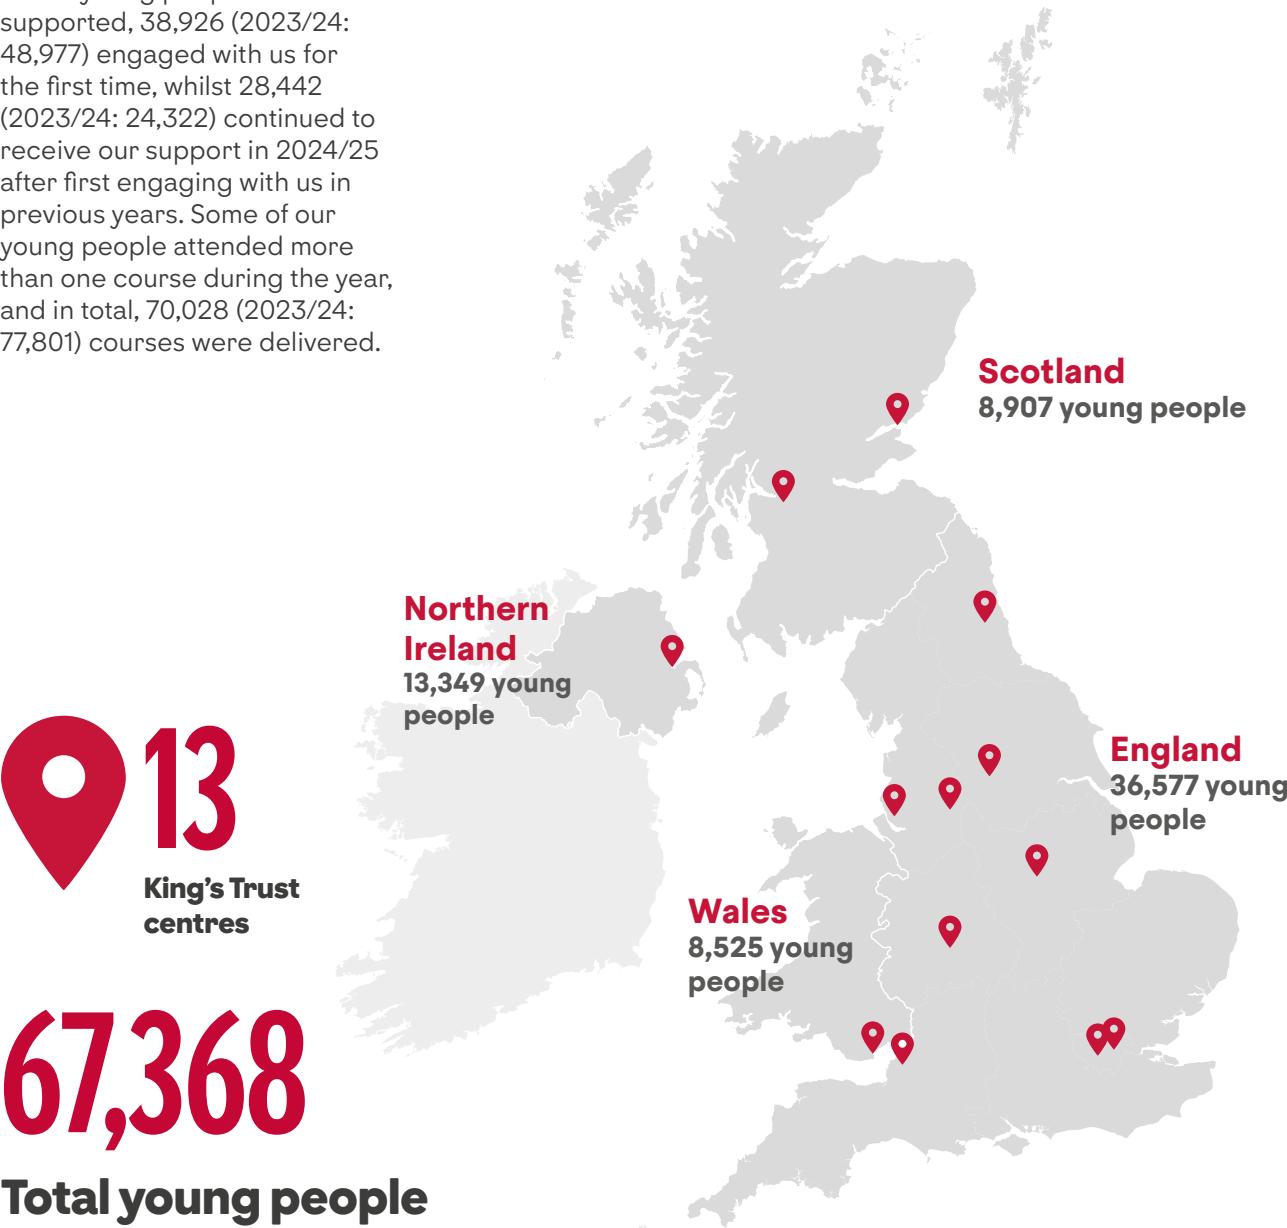 supported, 38,926 (2023/24:
48,977) engaged with us for
the first time, whilst 28,442
(2023/24: 24,322) continued to
receive our support in 2024/25
after first engaging with us in
previous years. Some of our
young people attended more
than one course during the year,
and in total, 70,028 (2023/24:
77,801) courses were delivered.
Scotland
8,907 young people
Northern
Ireland
13,349 young
people
England
36,577 young
people
Wales
8,525 young
people
13
King’s Trust
centres
67,368
Total young people